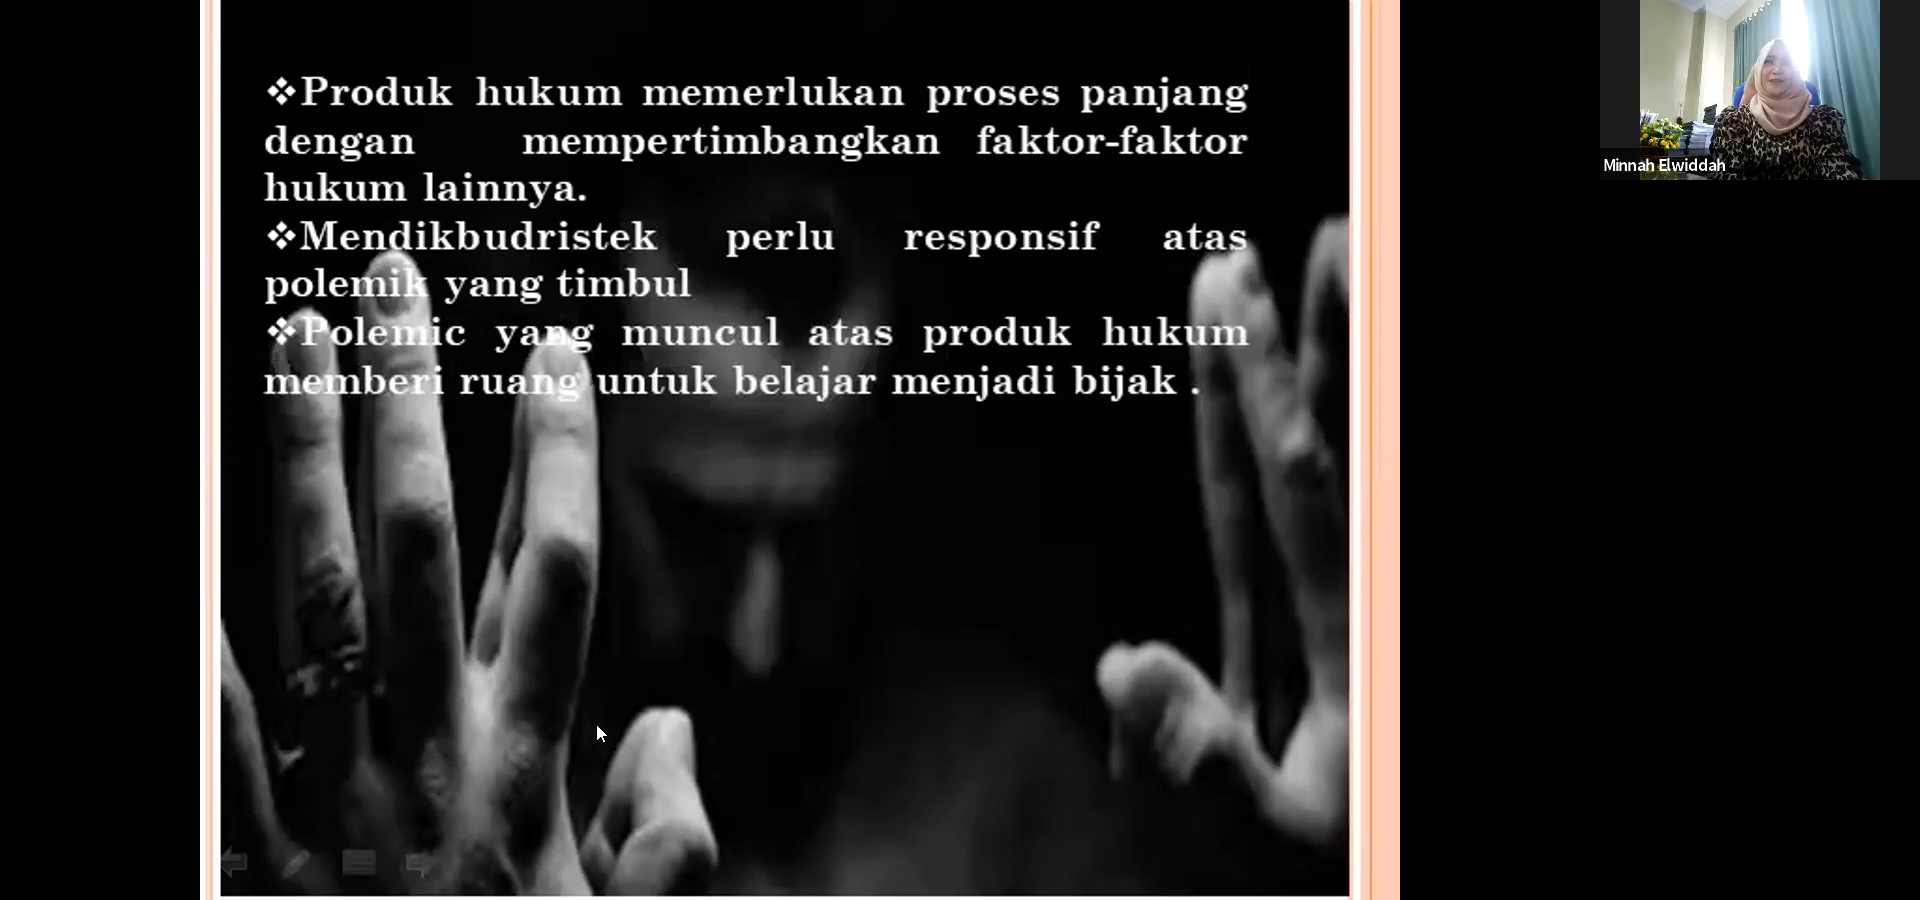 ❖Produk hukum memerlukan proses panjang
dengan mempertimbangkan faktor-faktor
hukum lainnya.
❖Mendikbudristek perlu responsif atas
polemik yang timbul
❖Polemic yang muncul atas produk hukum
memberi ruang untuk belajar menjadi bijak .
Minnah Elwiddah